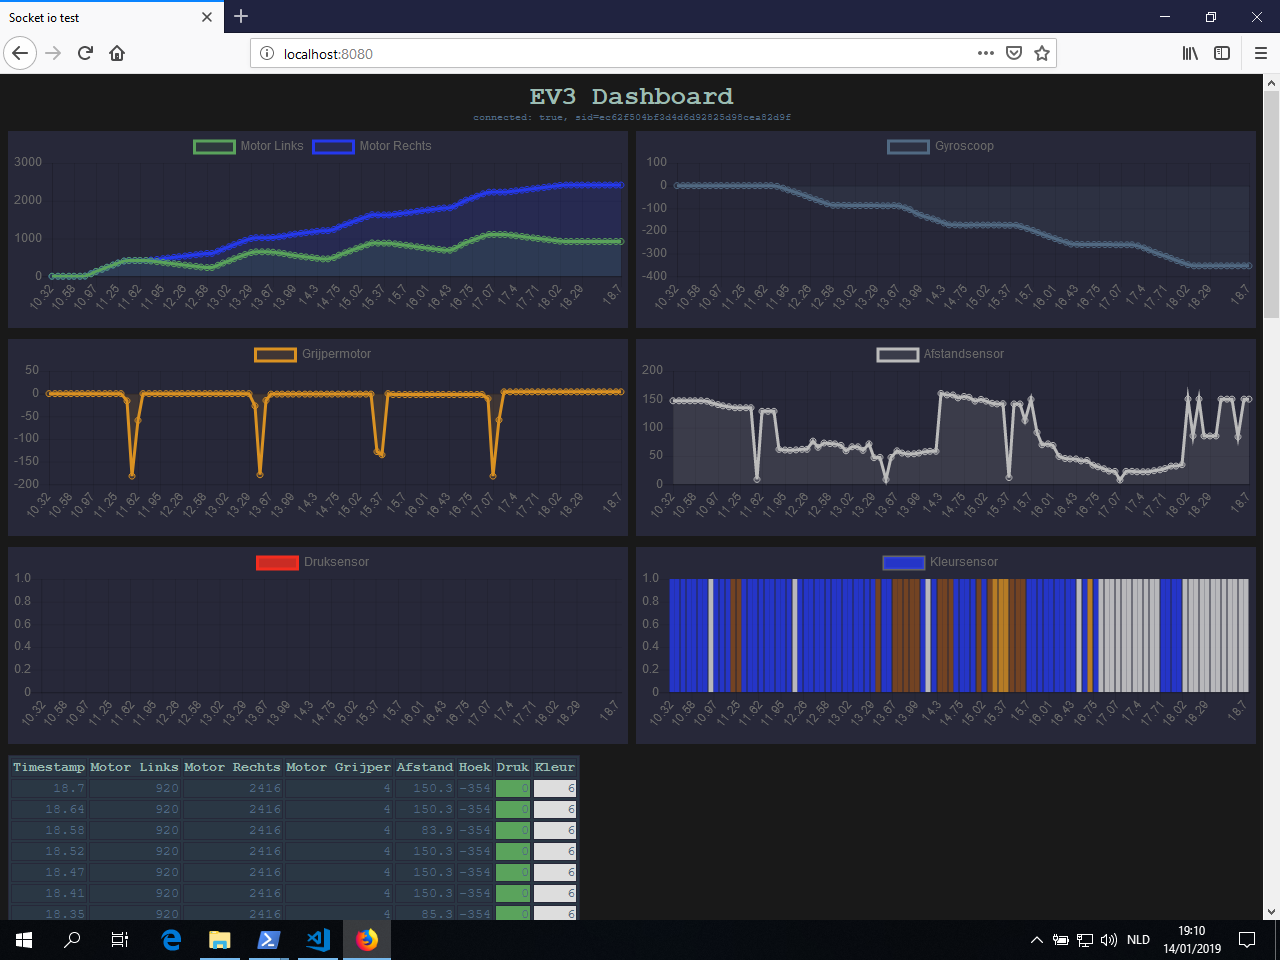 Socket io test
localhost:8080
EV3 Dashboard
connected: true, sid=ec62f504bf3d4d6d92825d98cea82d9f
Motor Links Motor Rechts
3000
2000
1000
0
10.32 10.58 10.97 11.25 11.62 11.95 12.26 12.58 13.02 13.29 13.67 13.99 14.3 14.75 15.02 15.37 15.7 16.01 16.43 16.75 17.07 17.4 17.71 18.02 18.29 18.7
Gyroscoop
100
0
-100
-200
-300
-400
10.32 10.58 10.97 11.25 11.62 11.95 12.26 12.58 13.02 13.29 13.67 13.99 14.3 14.75 15.02 15.37 15.7 16.01 16.43 16.75 17.07 17.4 17.71 18.02 18.29 18.7
Grijpermotor
50
0
-50
-100
-150
-200
10.32 10.58 10.97 11.25 11.62 11.95 12.26 12.58 13.02 13.29 13.67 13.99 14.3 14.75 15.02 15.37 15.7 16.01 16.43 16.75 17.07 17.4 17.71 18.02 18.29 18.7
Afstandsensor
200
150
100
50
0
10.32 10.58 10.97 11.25 11.62 11.95 12.26 12.58 13.02 13.29 13.67 13.99 14.3 14.75 15.02 15.37 15.7 16.01 16.43 16.75 17.07 17.4 17.71 18.02 18.29 18.7
Druksensor
1.0
0.8
0.6
0.4
0.2
0
10.32 10.58 10.97 11.25 11.62 11.95 12.26 12.58 13.02 13.29 13.67 13.99 14.3 14.75 15.02 15.37 15.7 16.01 16.43 16.75 17.07 17.4 17.71 18.02 18.29 18.7
Kleursensor
1.0
0.8
0.6
0.4
0.2
0
10.32 10.58 10.97 11.25 11.62 11.95 12.26 12.58 13.02 13.29 13.67 13.99 14.3 14.75 15.02 15.37 15.7 16.01 16.43 16.75 17.07 17.4 17.71 18.02 18.29 18.7
Timestamp Motor Links Motor Rechts Motor Grijper Afstand Hoek Druk Kleur
18.7 920 2416 4 150.3 -354 0 6
18.64 920 2416 4 150.3 -354 0 6
18.58 920 2416 4 83.9 -354 0 6
18.52 920 2416 4 150.3 -354 0 6
18.47 920 2416 4 150.3 -354 0 6
18.41 920 2416 4 150.3 -354 0 6
18.35 920 2416 4 85.3 -354 0 6
NLD
19:10
14/01/2019